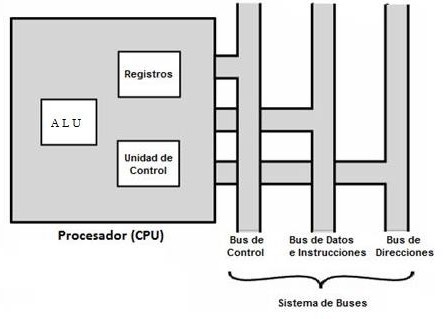 Registros
A L U
Unidad de
Control
Procesador (CPU)
Bus de
Control
Bus de Datos
e Instrucciones
Bus de
Direcciones
Sistema de Buses